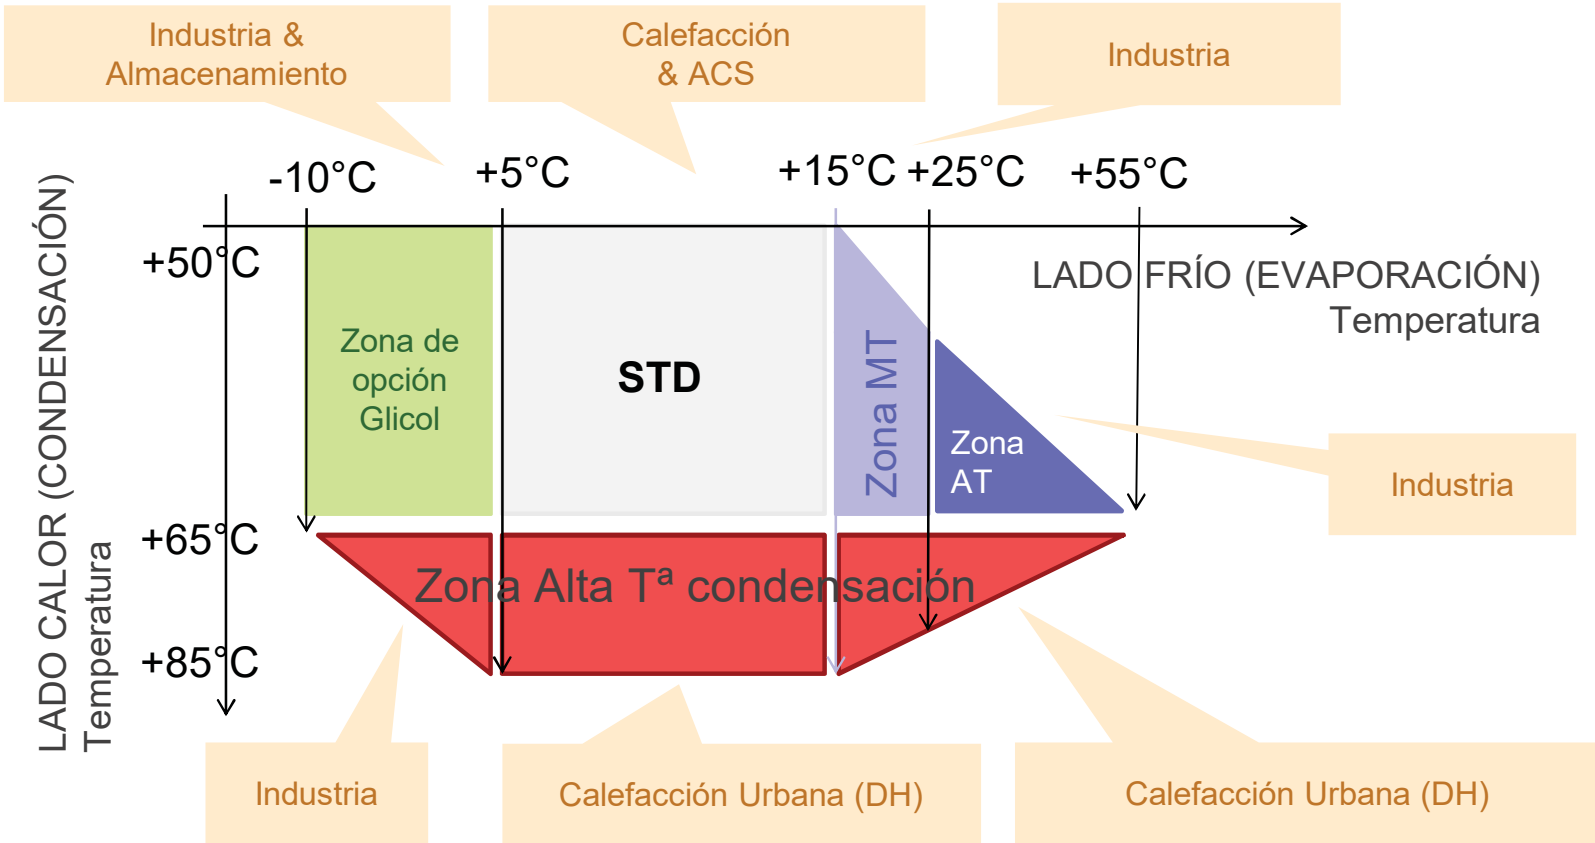 Industria &
Almacenamiento
Calefacción
& ACS
Industria
-10°C
+5°C
+15°C
+25°C
+55°C
LADO CALOR (CONDENSACIÓN)
Temperatura
+50°C
+65°C
+85°C
LADO FRÍO (EVAPORACIÓN)
Temperatura
Zona de
opción
Glicol
STD
Zona MT
Zona
AT
Industria
Zona Alta Tª condensación
Industria
Calefacción Urbana (DH)
Calefacción Urbana (DH)